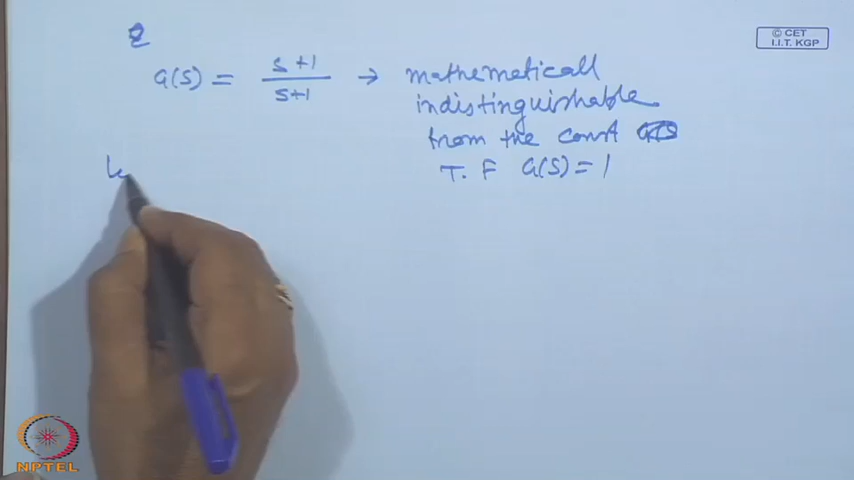 © CET
I.I.T. KGP
G(S) = s+1 / s+1 → mathematicall
indistinguishable
from the const
T. F G(S) = 1
NPTEL